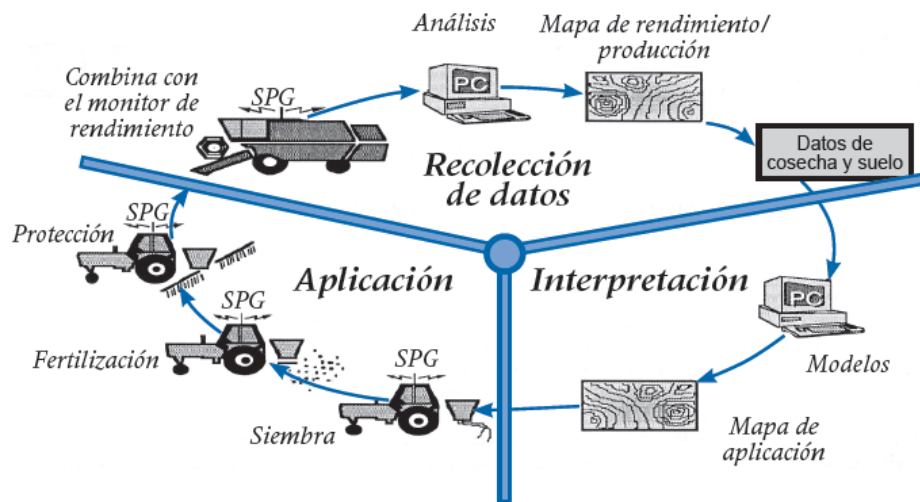 Análisis
Mapa de rendimiento/
producción
Combina con
el monitor de
rendimiento
SPG
PC
Datos de
cosecha y suelo
Recolección
de datos
Protección
SPG
Aplicación
Interpretación
PC
SPG
Fertilización
Modelos
SPG
Siembra
Mapa de
aplicación